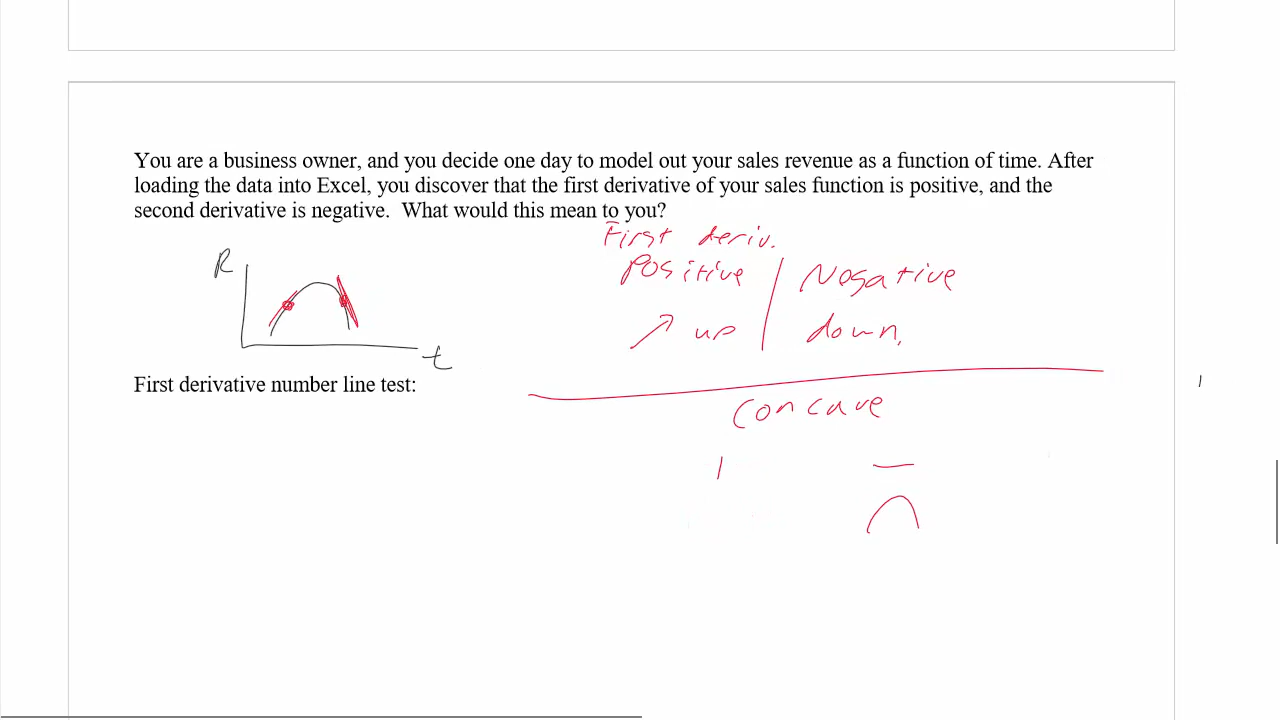 You are a business owner, and you decide one day to model out your sales revenue as a function of time. After
loading the data into Excel, you discover that the first derivative of your sales function is positive, and the
second derivative is negative. What would this mean to you?
First deriv.
Positive | Negative
↗ up | down.
R
t
First derivative number line test:
Concave
| —